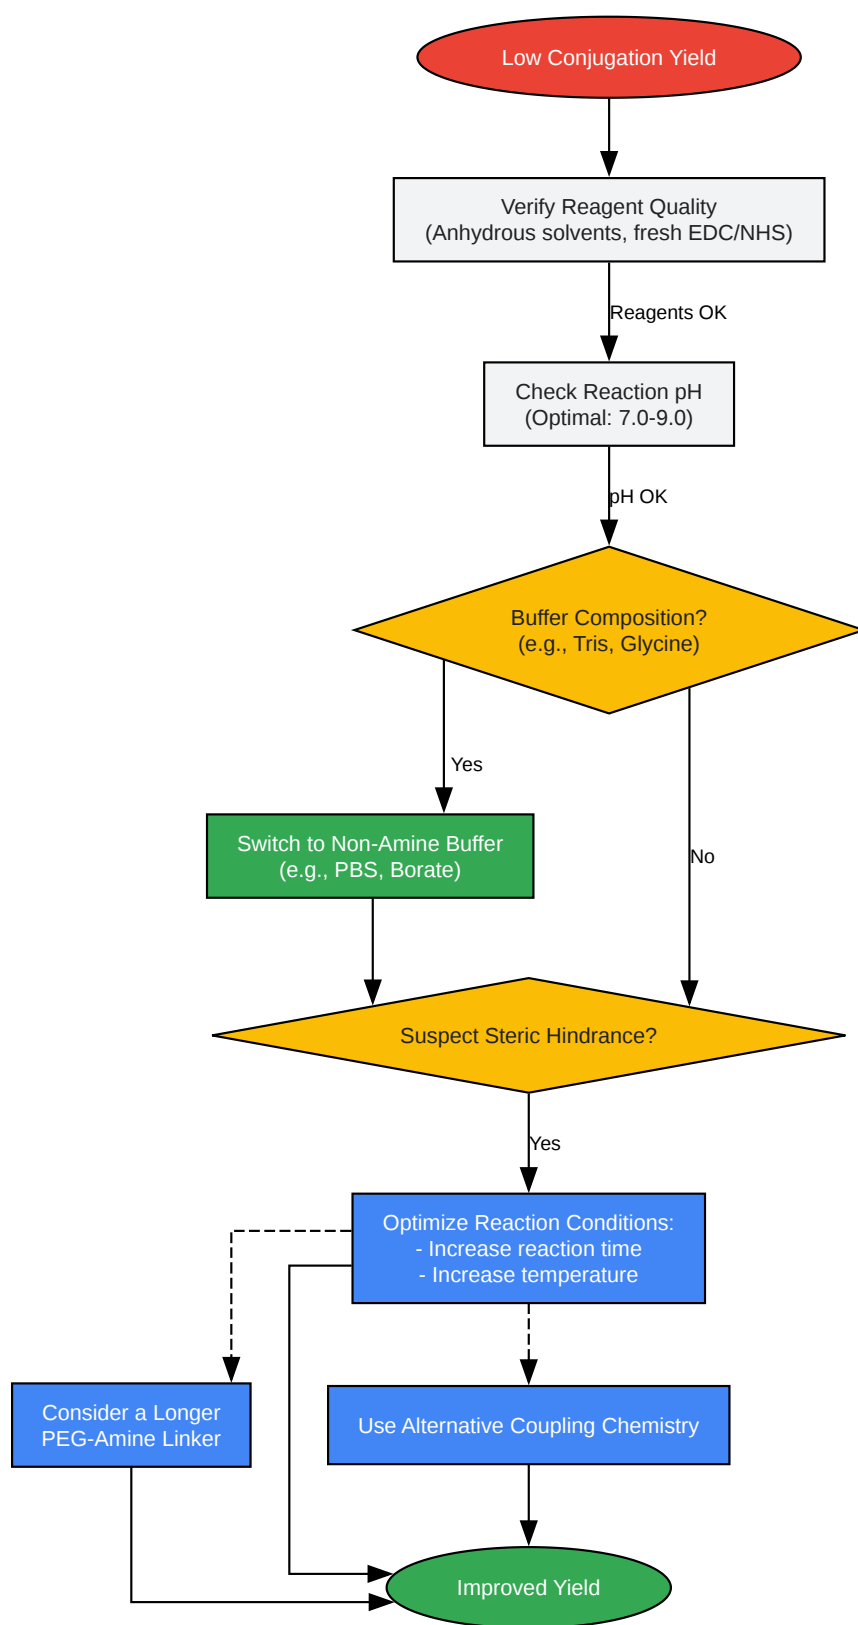 Low Conjugation Yield
Verify Reagent Quality
(Anhydrous solvents, fresh EDC/NHS)
Reagents OK
Check Reaction pH
(Optimal: 7.0-9.0)
pH OK
Buffer Composition?
(e.g., Tris, Glycine)
Yes
Switch to Non-Amine Buffer
(e.g., PBS, Borate)
No
Suspect Steric Hindrance?
Yes
Optimize Reaction Conditions:
- Increase reaction time
- Increase temperature
Consider a Longer
PEG-Amine Linker
Use Alternative Coupling Chemistry
Improved Yield